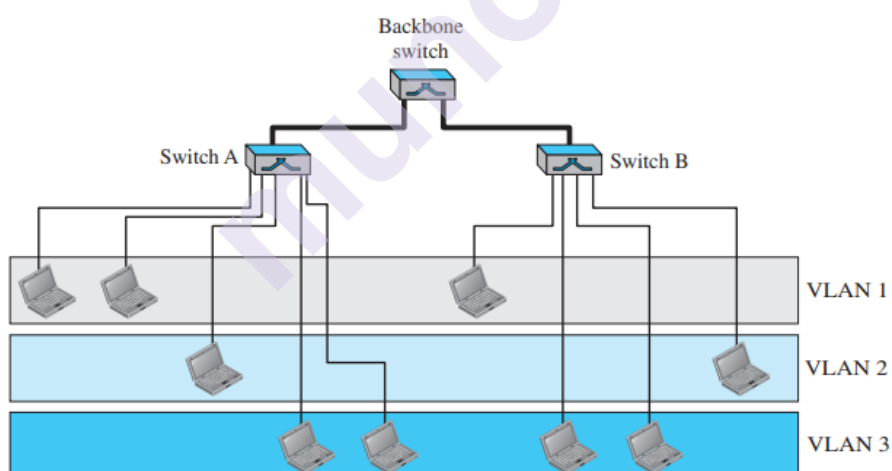 Backbone
switch
Switch A
Switch B
VLAN 1
VLAN 2
VLAN 3